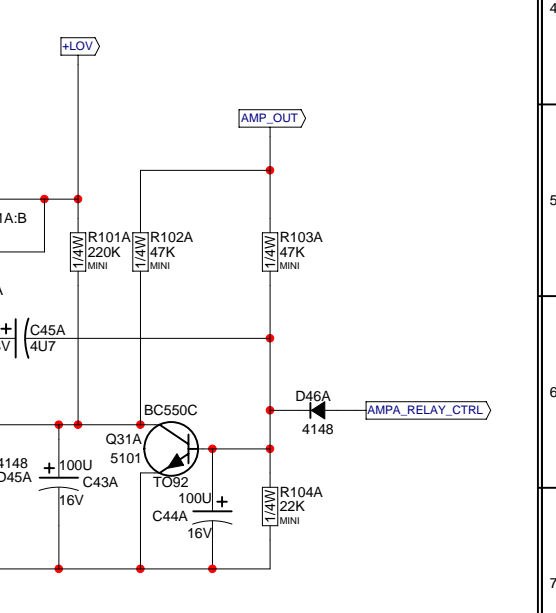 4
+LOV
AMP_OUT
5
1A:B
R101A
220K
MINI
1/4W
R102A
47K
MINI
1/4W
R103A
47K
MINI
1/4W
+
C45A
4U7
6
D46A
4148
AMPA_RELAY_CTRL
BC550C
Q31A
5101
TO92
4148
D45A
+
100U
C43A
16V
100U
+
C44A
16V
R104A
22K
MINI
1/4W
7